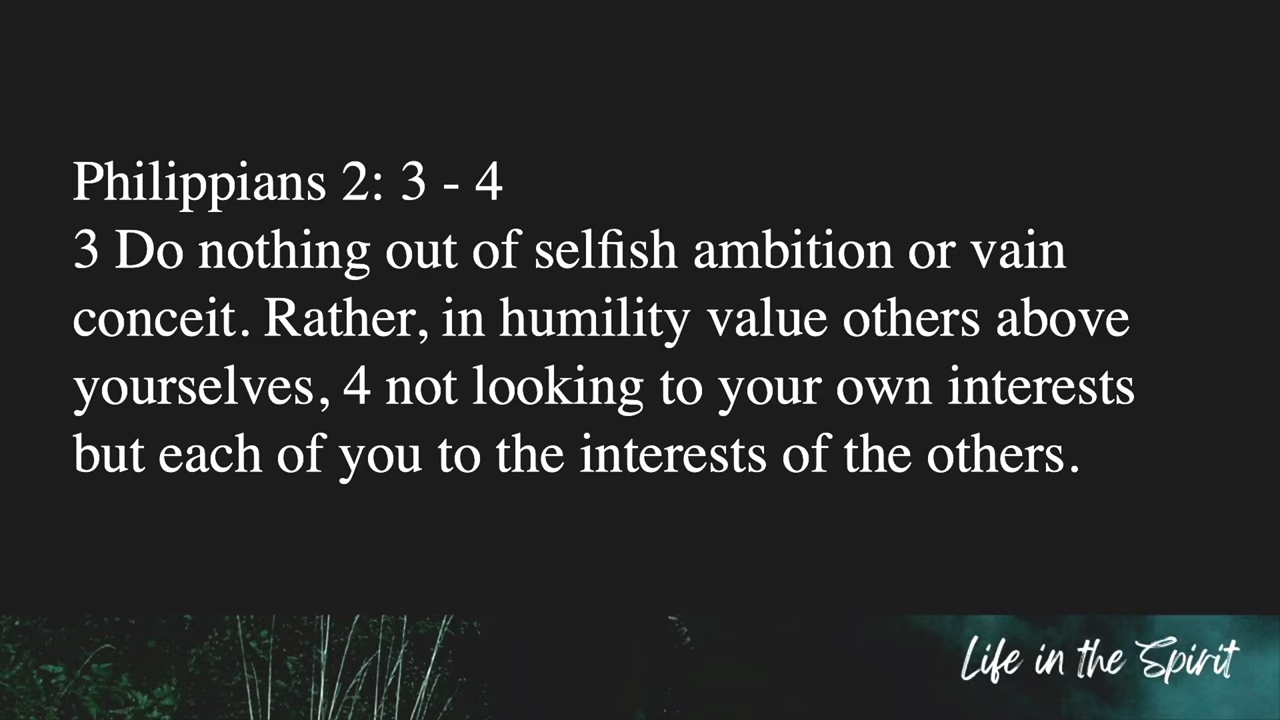 Philippians 2: 3 - 4
3 Do nothing out of selfish ambition or vain
conceit. Rather, in humility value others above
yourselves, 4 not looking to your own interests
but each of you to the interests of the others.
Life in the Spirit